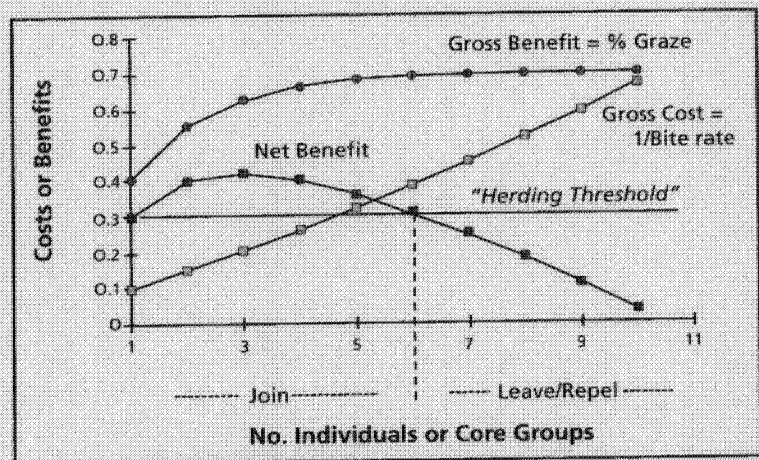 Gross Benefit = % Graze
Gross Cost =
1/Bite rate
Net Benefit
"Herding Threshold"
Costs or Benefits
0.8
0.7
0.6
0.5
0.4
0.3
0.2
0.1
0
1
3
5
7
9
11
Join
Leave/Repel
No. Individuals or Core Groups